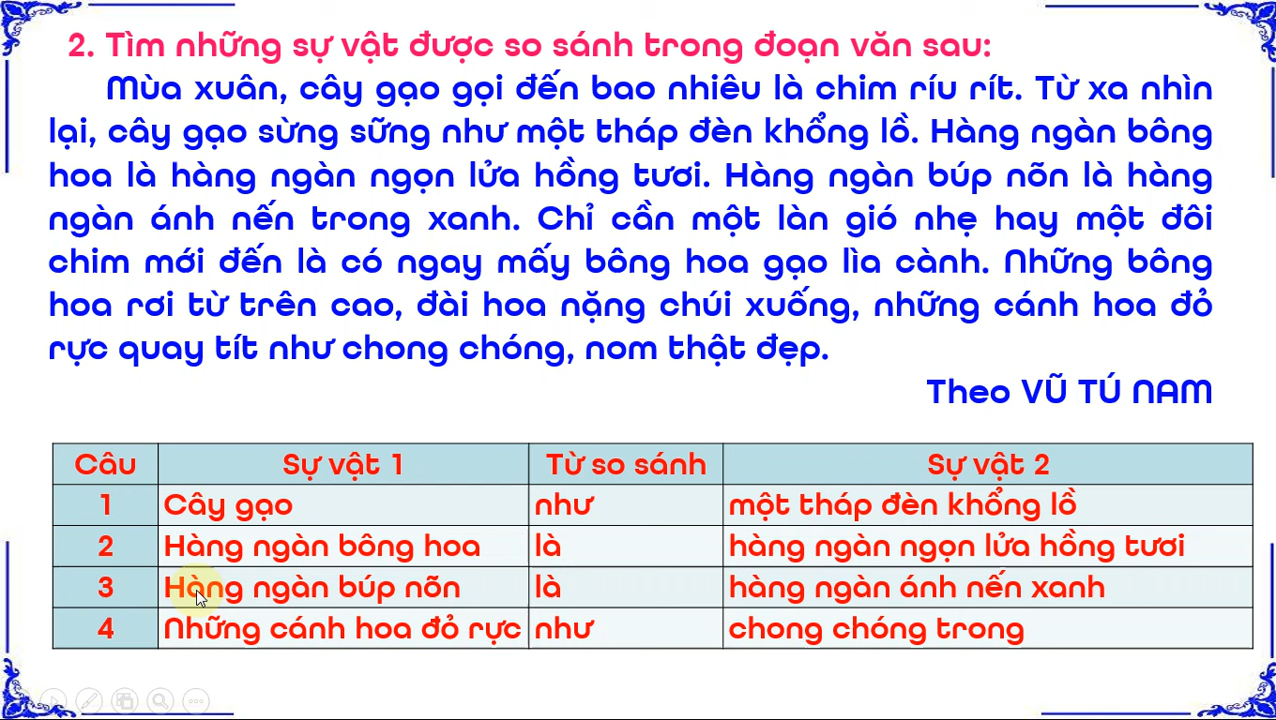 2. Tìm những sự vật được so sánh trong đoạn văn sau:
Mùa xuân, cây gạo gọi đến bao nhiêu là chim ríu rít. Từ xa nhìn
lại, cây gạo sừng sững như một tháp đèn khổng lồ. Hàng ngàn bông
hoa là hàng ngàn ngọn lửa hồng tươi. Hàng ngàn búp nõn là hàng
ngàn ánh nến trong xanh. Chỉ cần một làn gió nhẹ hay một đôi
chim mới đến là có ngay mấy bông hoa gạo lìa cành. Những bông
hoa rơi từ trên cao, đài hoa nặng chúi xuống, những cánh hoa đỏ
rực quay tít như chong chóng, nom thật đẹp.
Theo VŨ TÚ NAM
Câu Sự vật 1 Từ so sánh Sự vật 2
1 Cây gạo như một tháp đèn khổng lồ
2 Hàng ngàn bông hoa là hàng ngàn ngọn lửa hồng tươi
3 Hàng ngàn búp nõn là hàng ngàn ánh nến xanh
4 Những cánh hoa đỏ rực như chong chóng trong